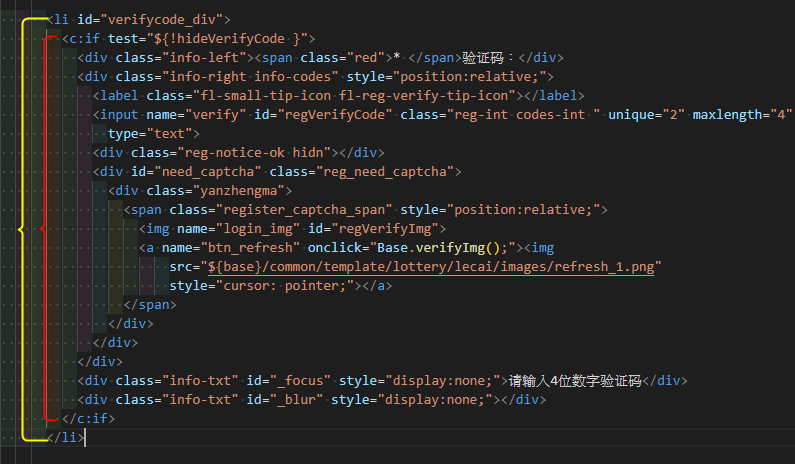 <li id="verifycode_div">
<c:if test="${!hideVerifyCode }">
<div class="info-left"><span class="red">* </span>验证码：</div>
<div class="info-right info-codes" style="position:relative;">
<label class="fl-small-tip-icon fl-reg-verify-tip-icon"></label>
<input name="verify" id="regVerifyCode" class="reg-int codes-int " unique="2" maxlength="4"
type="text">
<div class="reg-notice-ok hidn"></div>
<div id="need_captcha" class="reg_need_captcha">
<div class="yanzhengma">
<span class="register_captcha_span" style="position:relative;">
<img name="login_img" id="regVerifyImg">
<a name="btn_refresh" onclick="Base.verifyImg();"><img
src="${base}/common/template/lottery/lecai/images/refresh_1.png"
style="cursor: pointer;"></a>
</span>
</div>
</div>
</div>
<div class="info-txt" id="_focus" style="display:none;">请输入4位数字验证码</div>
<div class="info-txt" id="_blur" style="display:none;"></div>
</c:if>
</li>